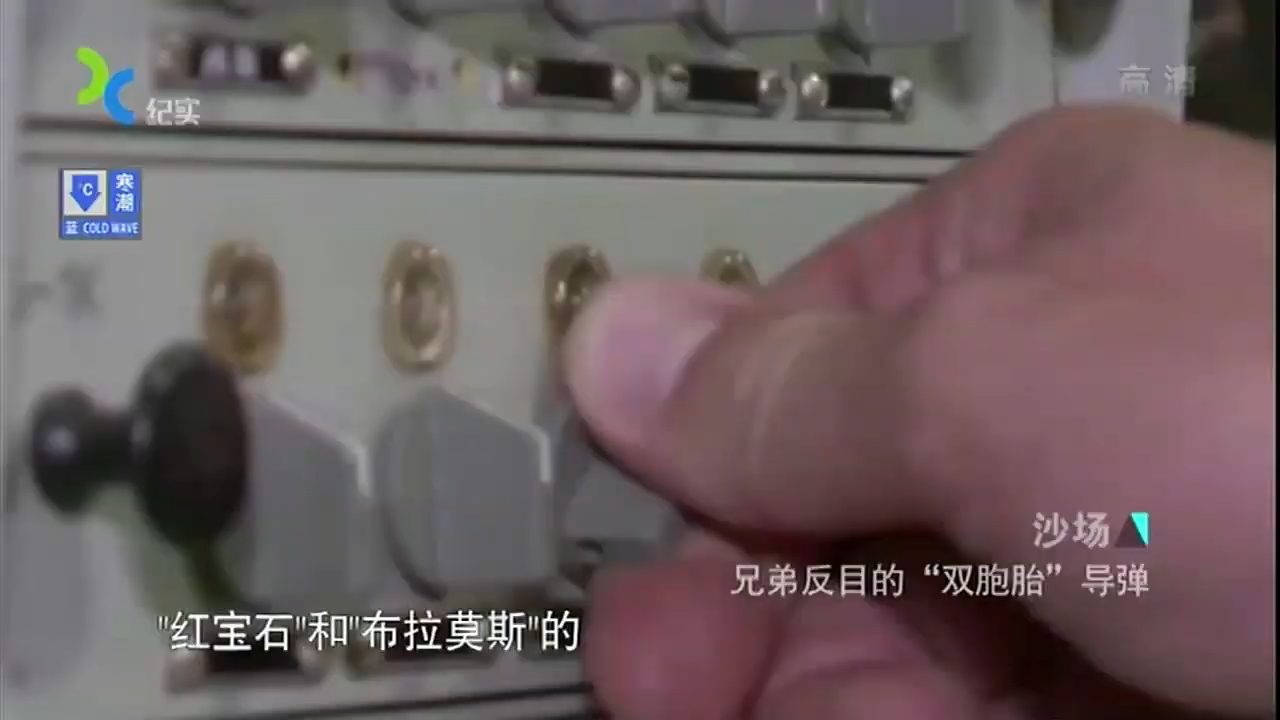 纪实
高清
°C
寒潮
蓝 COLD WAVE
沙场
兄弟反目的“双胞胎”导弹
"红宝石"和"布拉莫斯"的